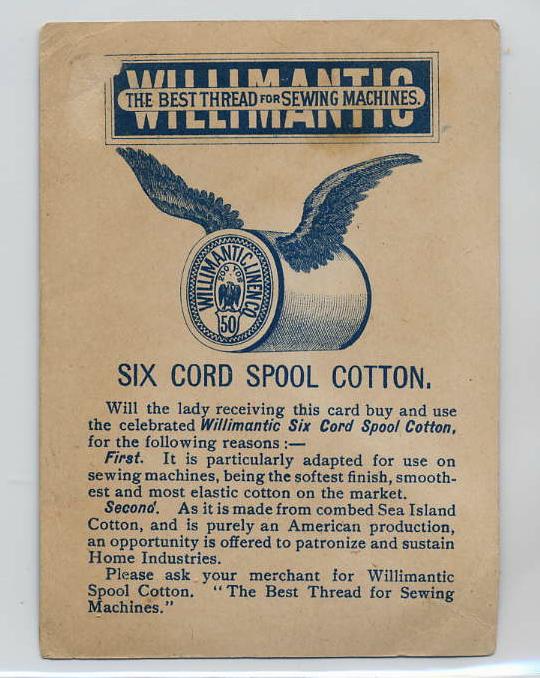 WILLIMANTIC
THE BEST THREAD FOR SEWING MACHINES.
WILLIMANTIC LINEN CO
200 YDS
50
SIX CORD SPOOL COTTON.
Will the lady receiving this card buy and use
the celebrated Willimantic Six Cord Spool Cotton,
for the following reasons :—
First. It is particularly adapted for use on
sewing machines, being the softest finish, smooth-
est and most elastic cotton on the market.
Second. As it is made from combed Sea Island
Cotton, and is purely an American production,
an opportunity is offered to patronize and sustain
Home Industries.
Please ask your merchant for Willimantic
Spool Cotton. "The Best Thread for Sewing
Machines."